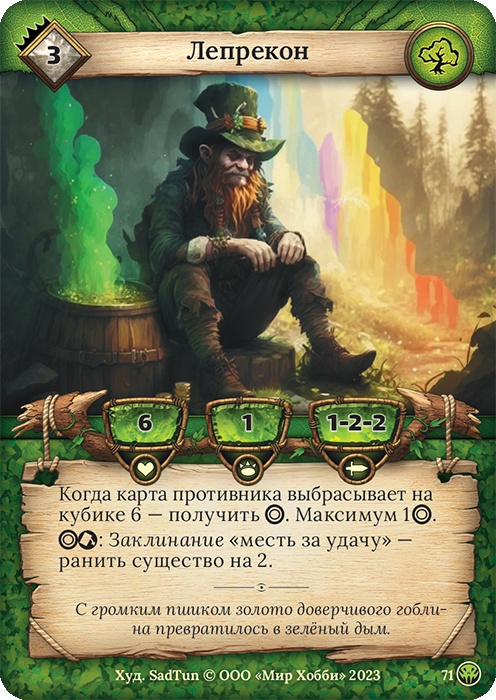 3
Лепрекон
6
1
1-2-2
Когда карта противника выбрасывает на
кубике 6 — получить . Максимум 1.
: Заклинание «месть за удачу» —
ранить существо на 2.
С громким пшиком золото доверчивого гобли-
на превратилось в зелёный дым.
Худ. SadTun © ООО «Мир Хобби» 2023
71